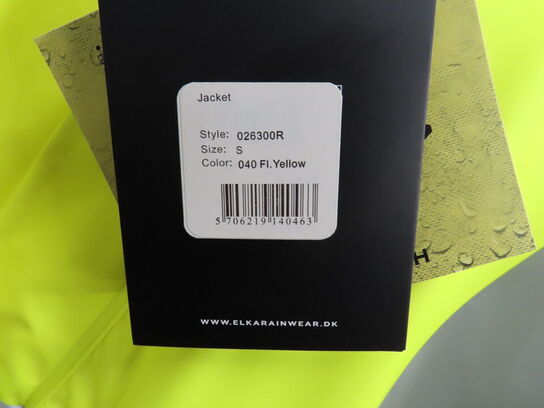 Jacket
Style: 026300R
Size: S
Color: 040 Fl.Yellow
5 706219 140463
WWW.ELKARAINWEAR.DK